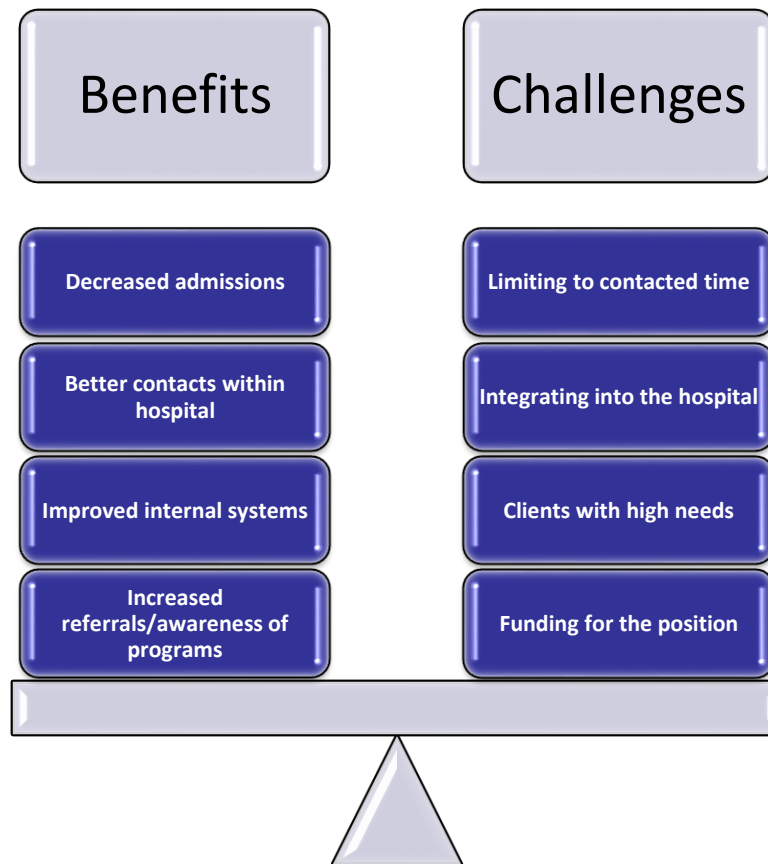 Benefits
Challenges
Decreased admissions
Better contacts within
hospital
Improved internal systems
Increased
referrals/awareness of
programs
Limiting to contacted time
Integrating into the hospital
Clients with high needs
Funding for the position